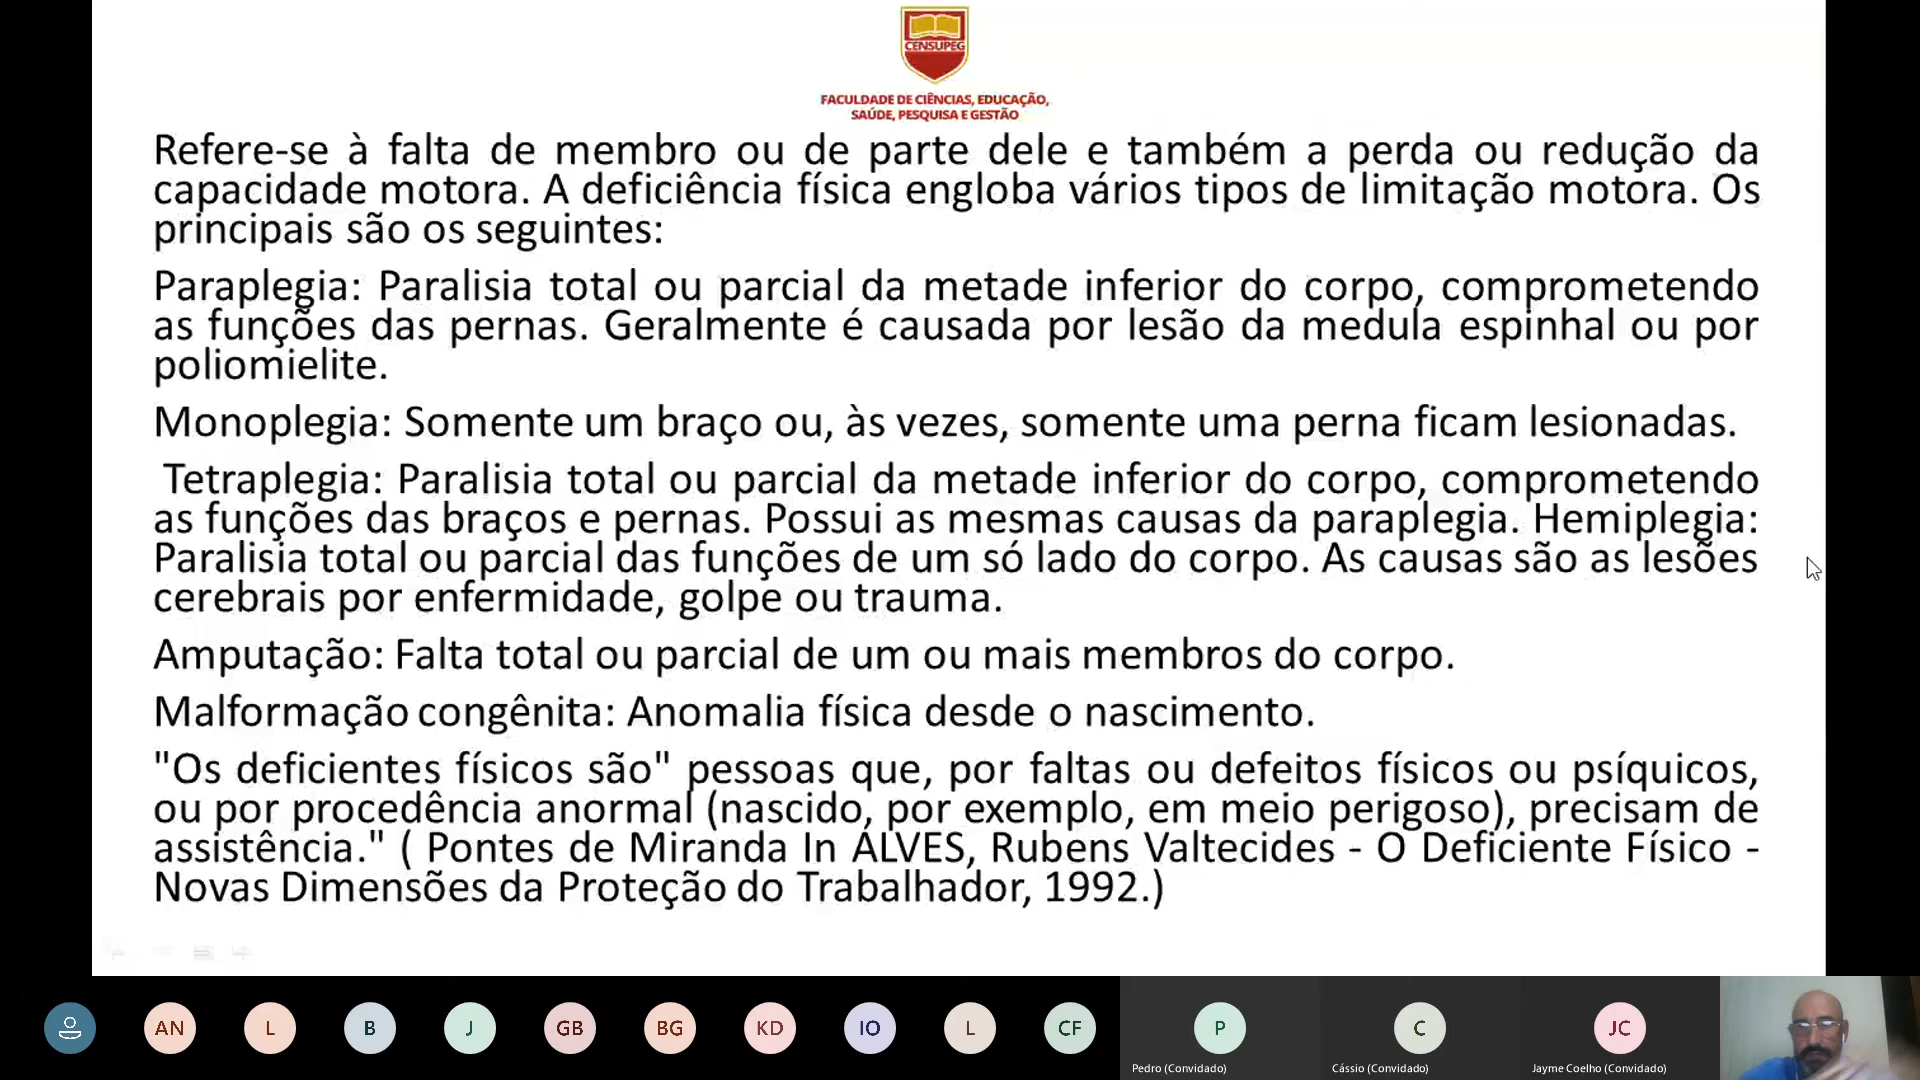 CENSUPEG
FACULDADE DE CIÊNCIAS, EDUCAÇÃO,
SAÚDE, PESQUISA E GESTÃO
Refere-se à falta de membro ou de parte dele e também a perda ou redução da
capacidade motora. A deficiência física engloba vários tipos de limitação motora. Os
principais são os seguintes:
Paraplegia: Paralisia total ou parcial da metade inferior do corpo, comprometendo
as funções das pernas. Geralmente é causada por lesão da medula espinhal ou por
poliomielite.
Monoplegia: Somente um braço ou, às vezes, somente uma perna ficam lesionadas.
Tetraplegia: Paralisia total ou parcial da metade inferior do corpo, comprometendo
as funções das braços e pernas. Possui as mesmas causas da paraplegia. Hemiplegia:
Paralisia total ou parcial das funções de um só lado do corpo. As causas são as lesões
cerebrais por enfermidade, golpe ou trauma.
Amputação: Falta total ou parcial de um ou mais membros do corpo.
Malformação congênita: Anomalia física desde o nascimento.
"Os deficientes físicos são" pessoas que, por faltas ou defeitos físicos ou psíquicos,
ou por procedência anormal (nascido, por exemplo, em meio perigoso), precisam de
assistência." ( Pontes de Miranda In ALVES, Rubens Valtecides - O Deficiente Físico -
Novas Dimensões da Proteção do Trabalhador, 1992.)
AN L B J GB BG KD IO L CF P C JC
Pedro (Convidado) Cássio (Convidado) Jayme Coelho (Convidado)